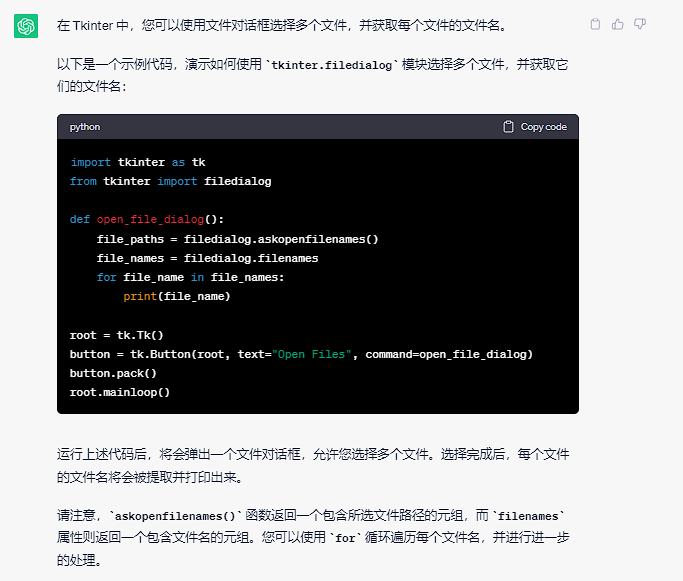 在 Tkinter 中，您可以使用文件对话框选择多个文件，并获取每个文件的文件名。
以下是一个示例代码，演示如何使用 `tkinter.filedialog` 模块选择多个文件，并获取它
们的文件名：
python Copy code
import tkinter as tk
from tkinter import filedialog
def open_file_dialog():
    file_paths = filedialog.askopenfilenames()
    file_names = filedialog.filenames
    for file_name in file_names:
        print(file_name)
root = tk.Tk()
button = tk.Button(root, text="Open Files", command=open_file_dialog)
button.pack()
root.mainloop()
运行上述代码后，将会弹出一个文件对话框，允许您选择多个文件。选择完成后，每个文件
的文件名将会被提取并打印出来。
请注意，`askopenfilenames()` 函数返回一个包含所选文件路径的元组，而 `filenames`
属性则返回一个包含文件名的元组。您可以使用 `for` 循环遍历每个文件名，并进行进一步
的处理。